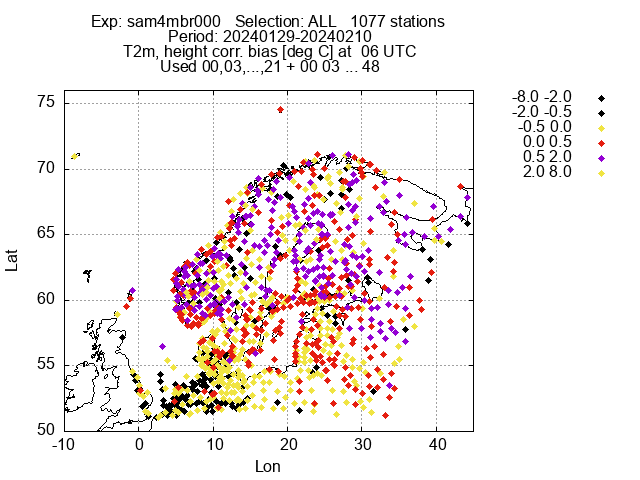 Exp: sam4mbr000   Selection: ALL   1077 stations
Period: 20240129-20240210
T2m, height corr. bias [deg C] at  06 UTC
Used 00,03,...,21 + 00 03 ... 48
-8.0 -2.0
-2.0 -0.5
-0.5 0.0
0.0 0.5
0.5 2.0
2.0 8.0
75
70
65
60
55
50
Lat
-10 0 10 20 30 40
Lon